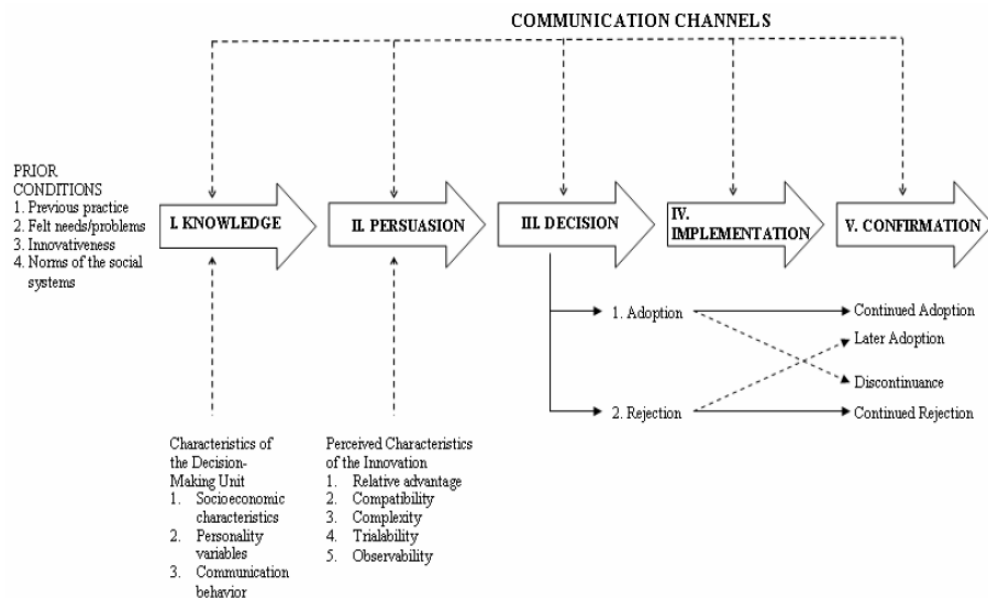 COMMUNICATION CHANNELS
PRIOR
CONDITIONS
1. Previous practice
2. Felt needs/problems
3. Innovativeness
4. Norms of the social
systems
I. KNOWLEDGE
II. PERSUASION
III. DECISION
IV.
IMPLEMENTATION
V. CONFIRMATION
1. Adoption
2. Rejection
Continued Adoption
Later Adoption
Discontinuance
Continued Rejection
Characteristics of
the Decision-
Making Unit
1. Socioeconomic
characteristics
2. Personality
variables
3. Communication
behavior
Perceived Characteristics
of the Innovation
1. Relative advantage
2. Compatibility
3. Complexity
4. Trialability
5. Observability